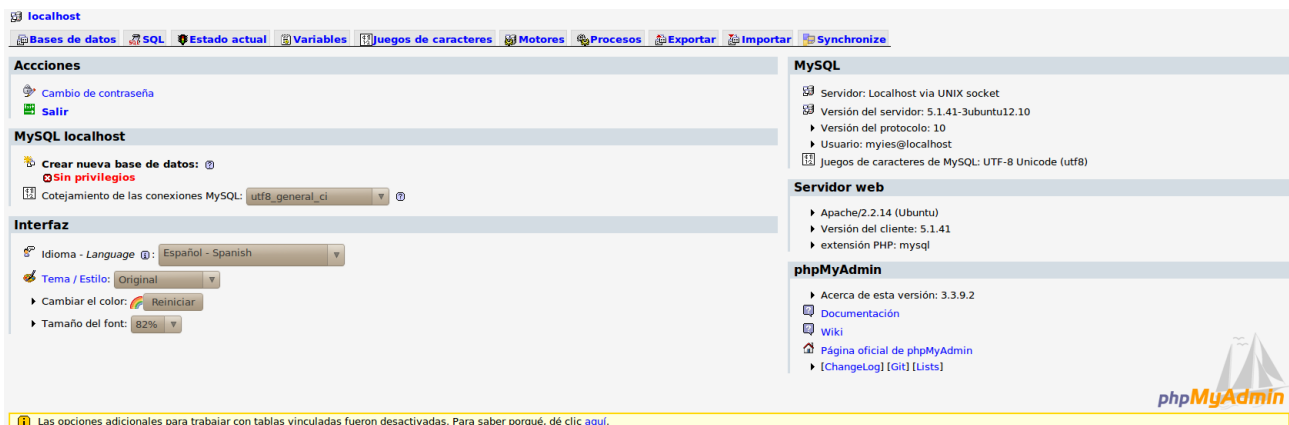 localhost
Bases de datos SQL Estado actual Variables Juegos de caracteres Motores Procesos Exportar Importar Synchronize
Accciones
Cambio de contraseña
Salir
MySQL localhost
Crear nueva base de datos:
Sin privilegios
Cotejamiento de las conexiones MySQL: utf8_general_ci
Interfaz
Idioma - Language : Español - Spanish
Tema / Estilo: Original
Cambiar el color: Reiniciar
Tamaño del font: 82%
MySQL
Servidor: Localhost via UNIX socket
Versión del servidor: 5.1.41-3ubuntu12.10
Versión del protocolo: 10
Usuario: myies@localhost
Juegos de caracteres de MySQL: UTF-8 Unicode (utf8)
Servidor web
Apache/2.2.14 (Ubuntu)
Versión del cliente: 5.1.41
extensión PHP: mysql
phpMyAdmin
Acerca de esta versión: 3.3.9.2
Documentación
Wiki
Página oficial de phpMyAdmin
[ChangeLog] [Git] [Lists]
phpMyAdmin
Las opciones adicionales para trabajar con tablas vinculadas fueron desactivadas. Para saber porqué, dé clic aquí.